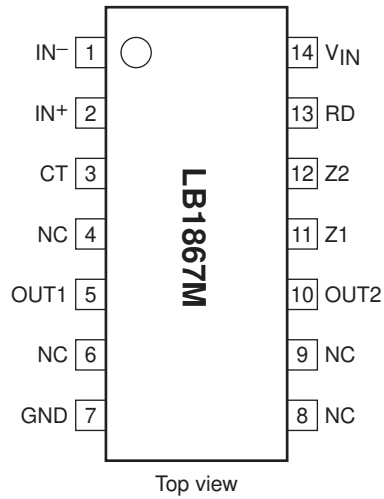 IN− 1 14 VIN
IN+ 2 13 RD
CT 3 12 Z2
NC 4 11 Z1
OUT1 5 10 OUT2
NC 6 9 NC
GND 7 8 NC
LB1867M
Top view